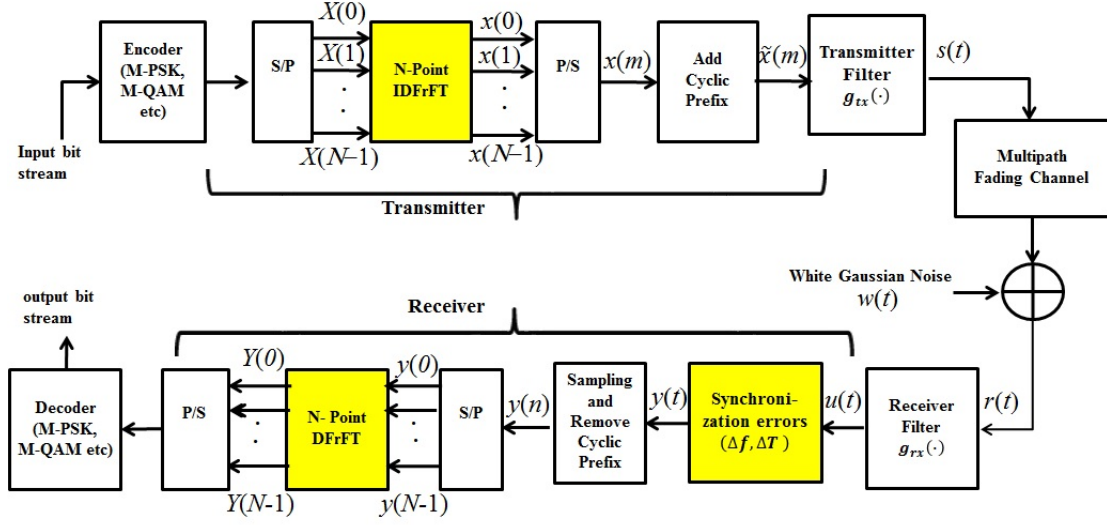 Encoder
(M-PSK,
M-QAM
etc)
Input bit
stream
S/P
X(0)
X(1)
X(N-1)
N-Point
IDFrFT
x(0)
x(1)
x(N-1)
P/S
x(m)
Add
Cyclic
Prefix
x̃(m)
Transmitter
Filter
g_tx(·)
s(t)
Multipath
Fading Channel
Transmitter
White Gaussian Noise
w(t)
r(t)
Receiver
Receiver
Filter
g_rx(·)
u(t)
Synchroni-
zation errors
(Δf, ΔT)
y(t)
Sampling
and
Remove
Cyclic
Prefix
y(n)
S/P
y(0)
y(N-1)
N- Point
DFrFT
Y(0)
Y(N-1)
P/S
Decoder
(M-PSK,
M-QAM etc)
output bit
stream